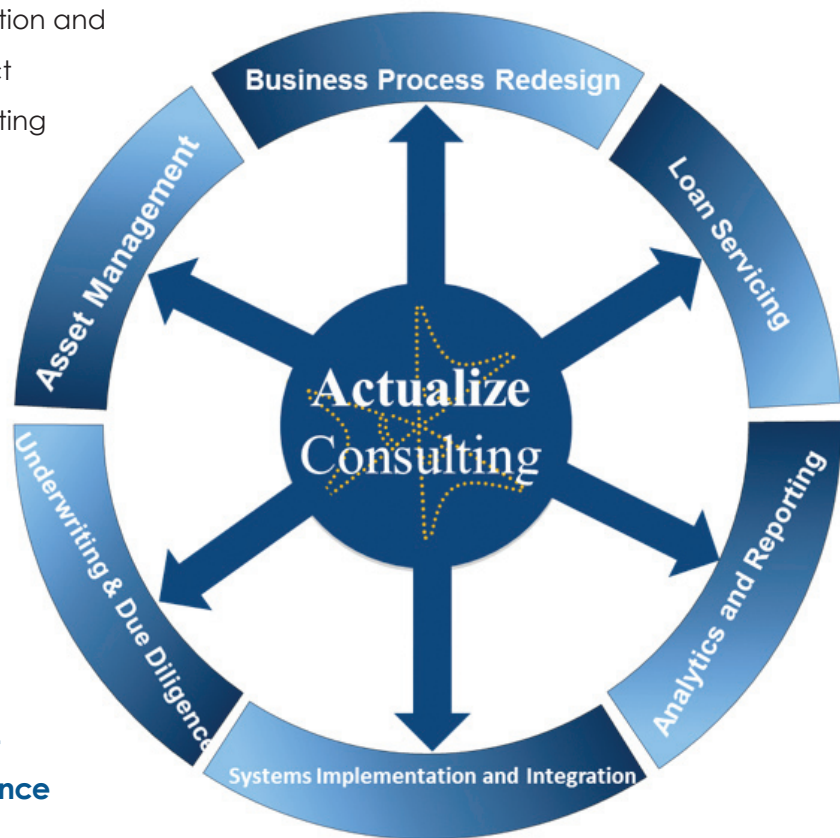 tion and
ct
ting
Business Process Redesign
Loan Servicing
Analytics and Reporting
Systems Implementation and Integration
Underwriting & Due Diligence
Asset Management
Actualize
Consulting
nce